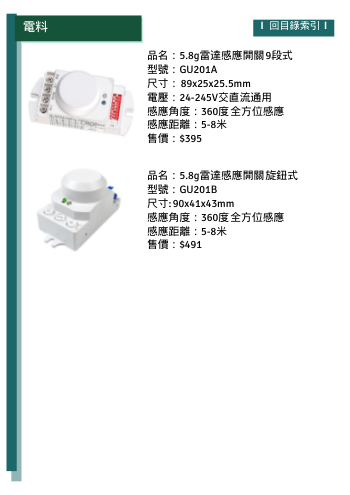 電料
I 回目錄索引 I
品名：5.8g雷達感應開關9段式
型號：GU201A
尺寸： 89x25x25.5mm
電壓：24-245V交直流通用
感應角度：360度全方位感應
感應距離：5-8米
售價：$395
品名：5.8g雷達感應開關旋鈕式
型號：GU201B
尺寸:90x41x43mm
感應角度：360度全方位感應
感應距離：5-8米
售價：$491